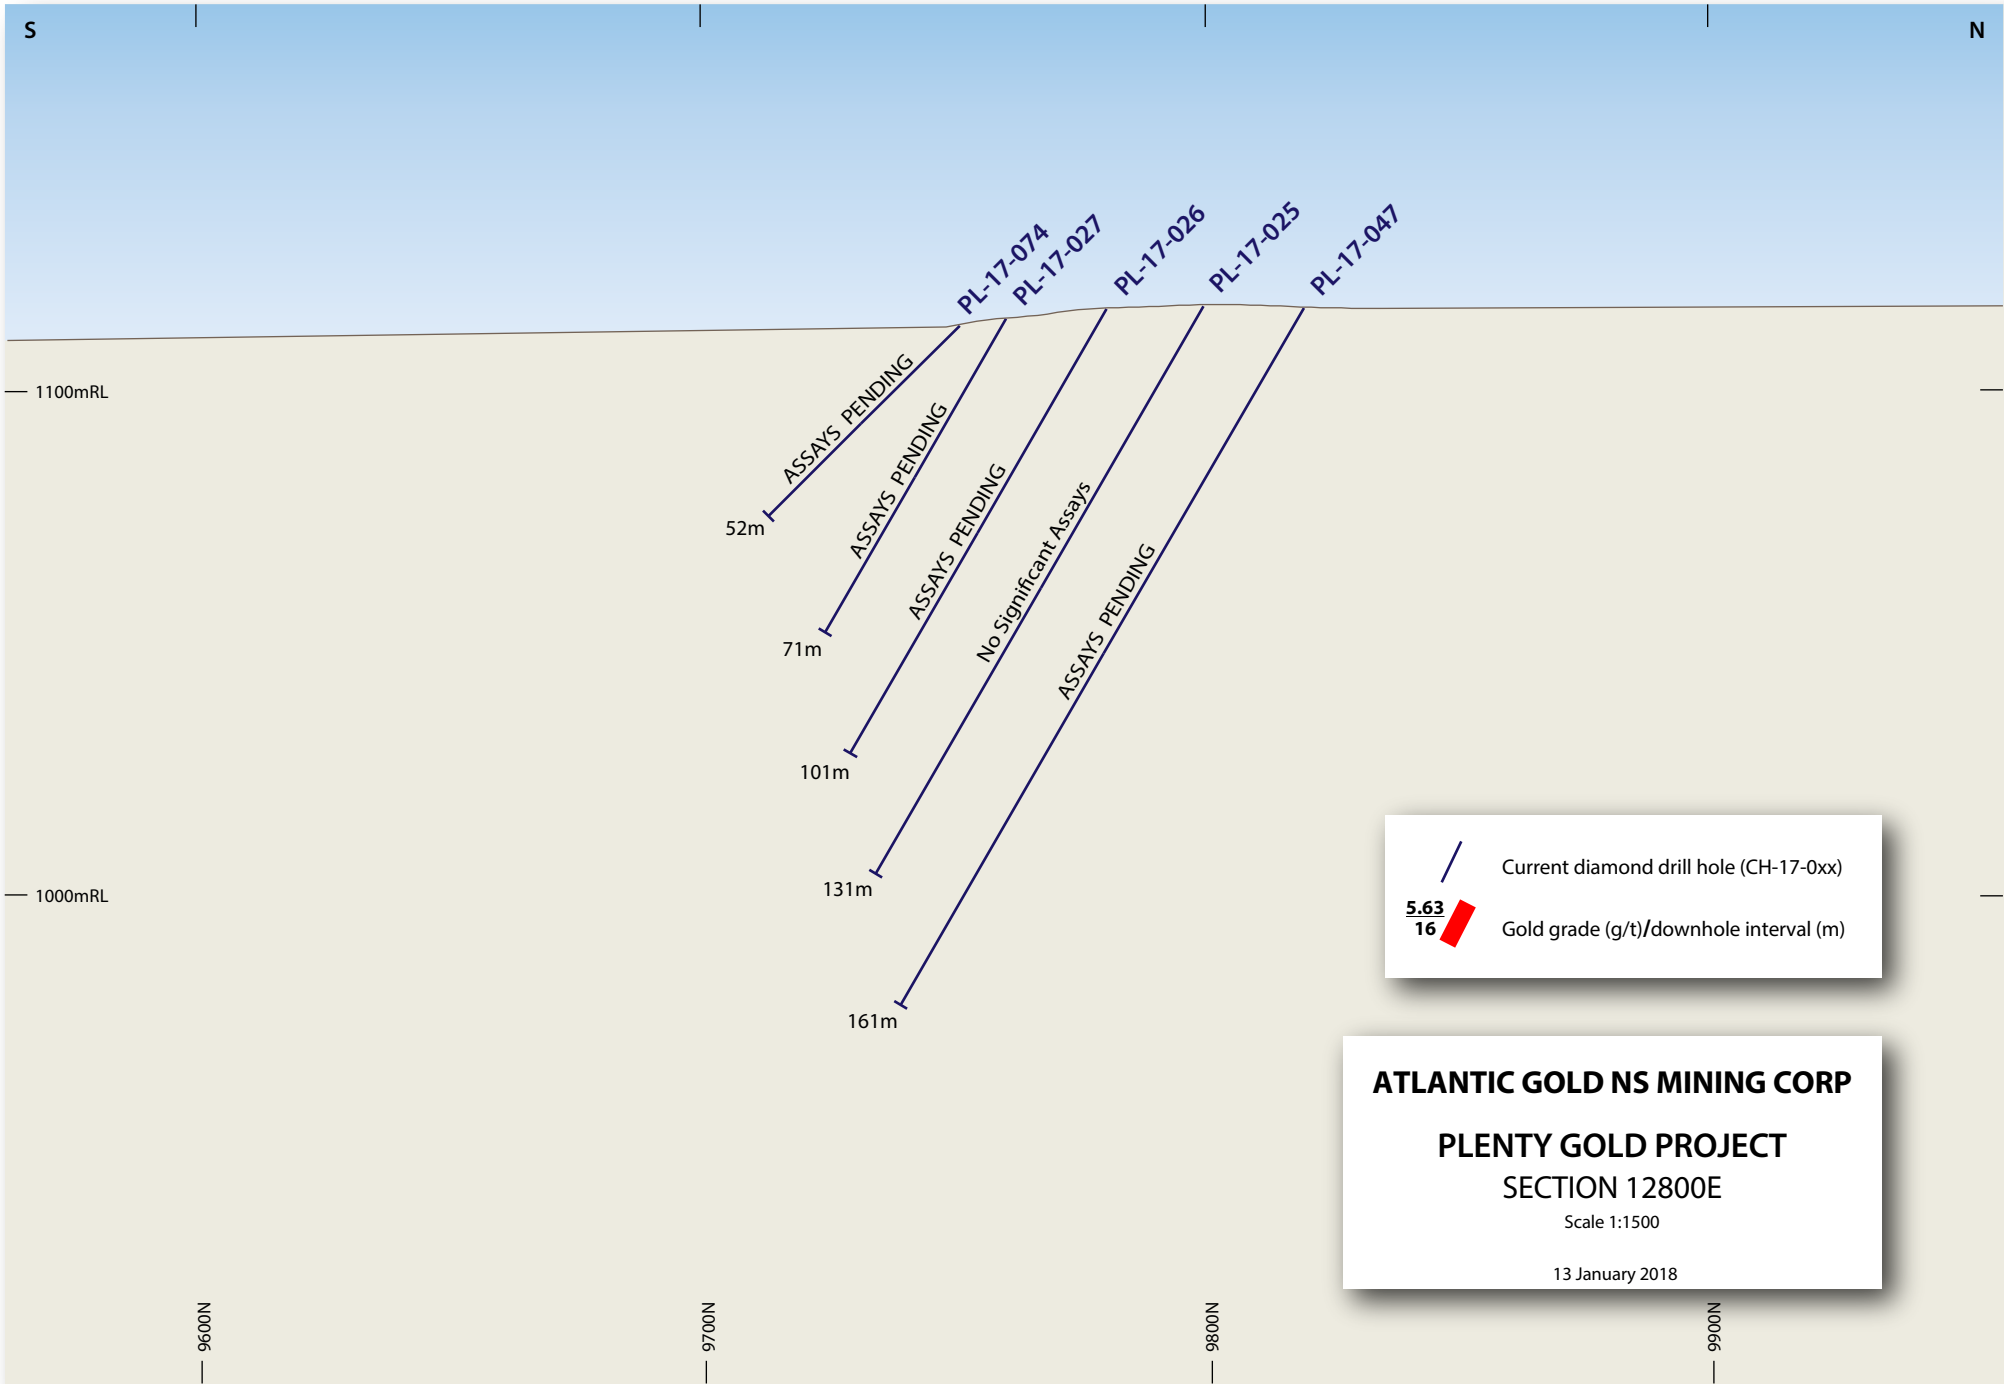 S
N
PL-17-074
PL-17-027
PL-17-026
PL-17-025
PL-17-047
1100mRL
ASSAYS PENDING
ASSAYS PENDING
ASSAYS PENDING
No Significant Assays
ASSAYS PENDING
52m
71m
101m
131m
161m
1000mRL
Current diamond drill hole (CH-17-0xx)
5.63
16
Gold grade (g/t)/downhole interval (m)
ATLANTIC GOLD NS MINING CORP
PLENTY GOLD PROJECT
SECTION 12800E
Scale 1:1500
13 January 2018
9600N
9700N
9800N
9900N